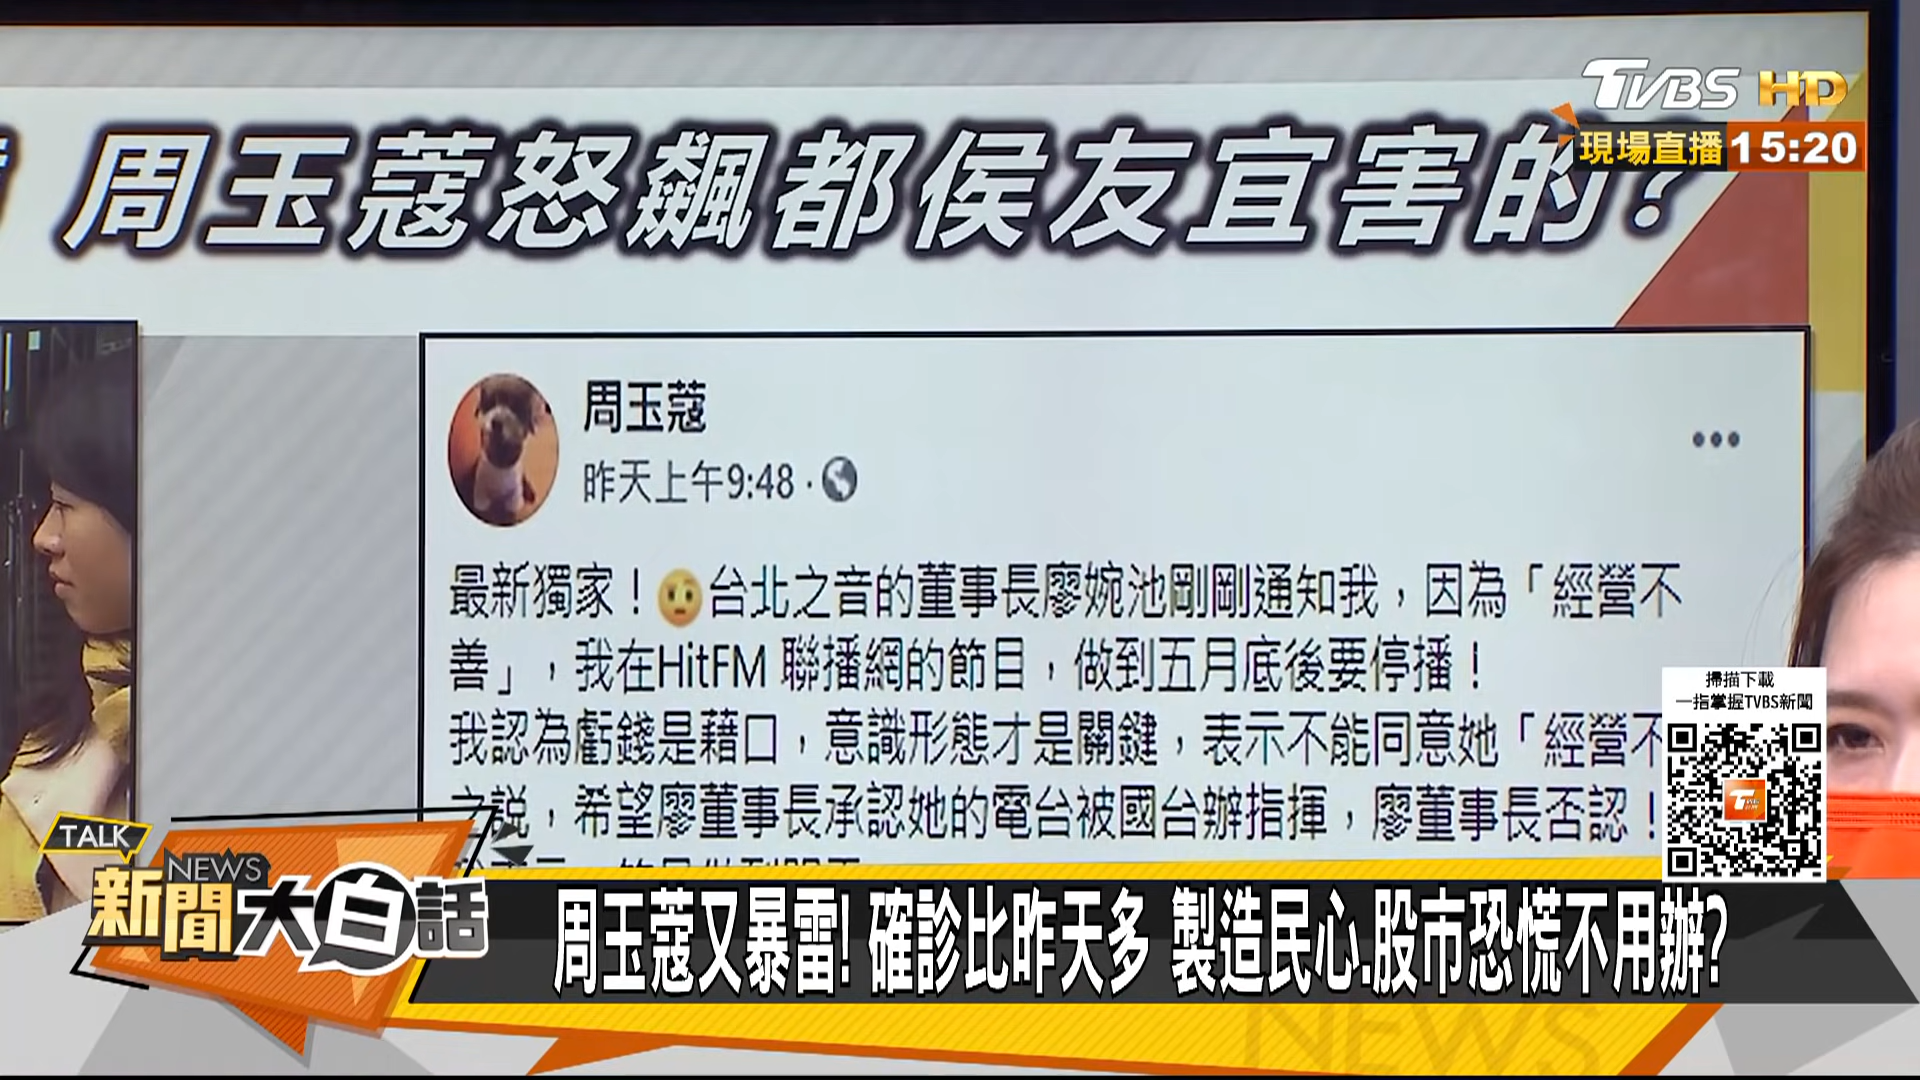 TVBS HD
現場直播 15:20
周玉蔻怒飆都侯友宜害的?
周玉蔻
昨天上午9:48
最新獨家!台北之音的董事長廖婉池剛剛通知我,因為「經營不
善」,我在HitFM 聯播網的節目,做到五月底後要停播!
我認為虧錢是藉口,意識形態才是關鍵,表示不能同意她「經營不
之說,希望廖董事長承認她的電台被國台辦指揮,廖董事長否認!
掃描下載
一指掌握TVBS新聞
TALK
NEWS
新聞大白話
周玉蔻又暴雷!確診比昨天多 製造民心.股市恐慌不用辦?
NEWS